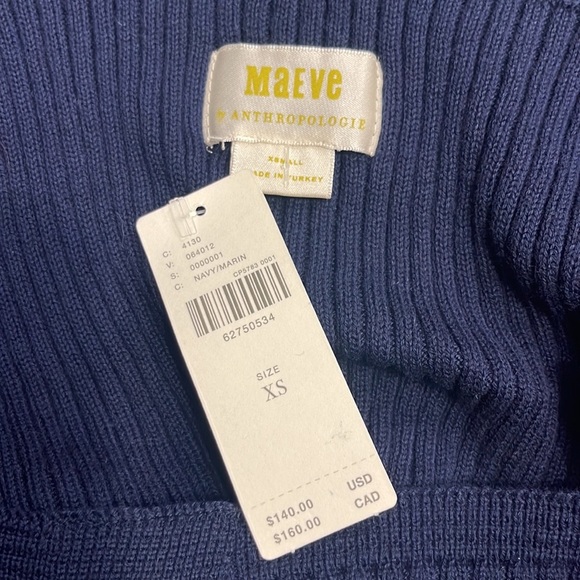 MaEve
BY ANTHROPOLOGIE
XSMALL
MADE IN TURKEY
C: 4130
V: 064012
S: 0000001
C: NAVY/MARIN
CP5763 0001
62750534
SIZE
XS
$140.00 USD
$160.00 CAD